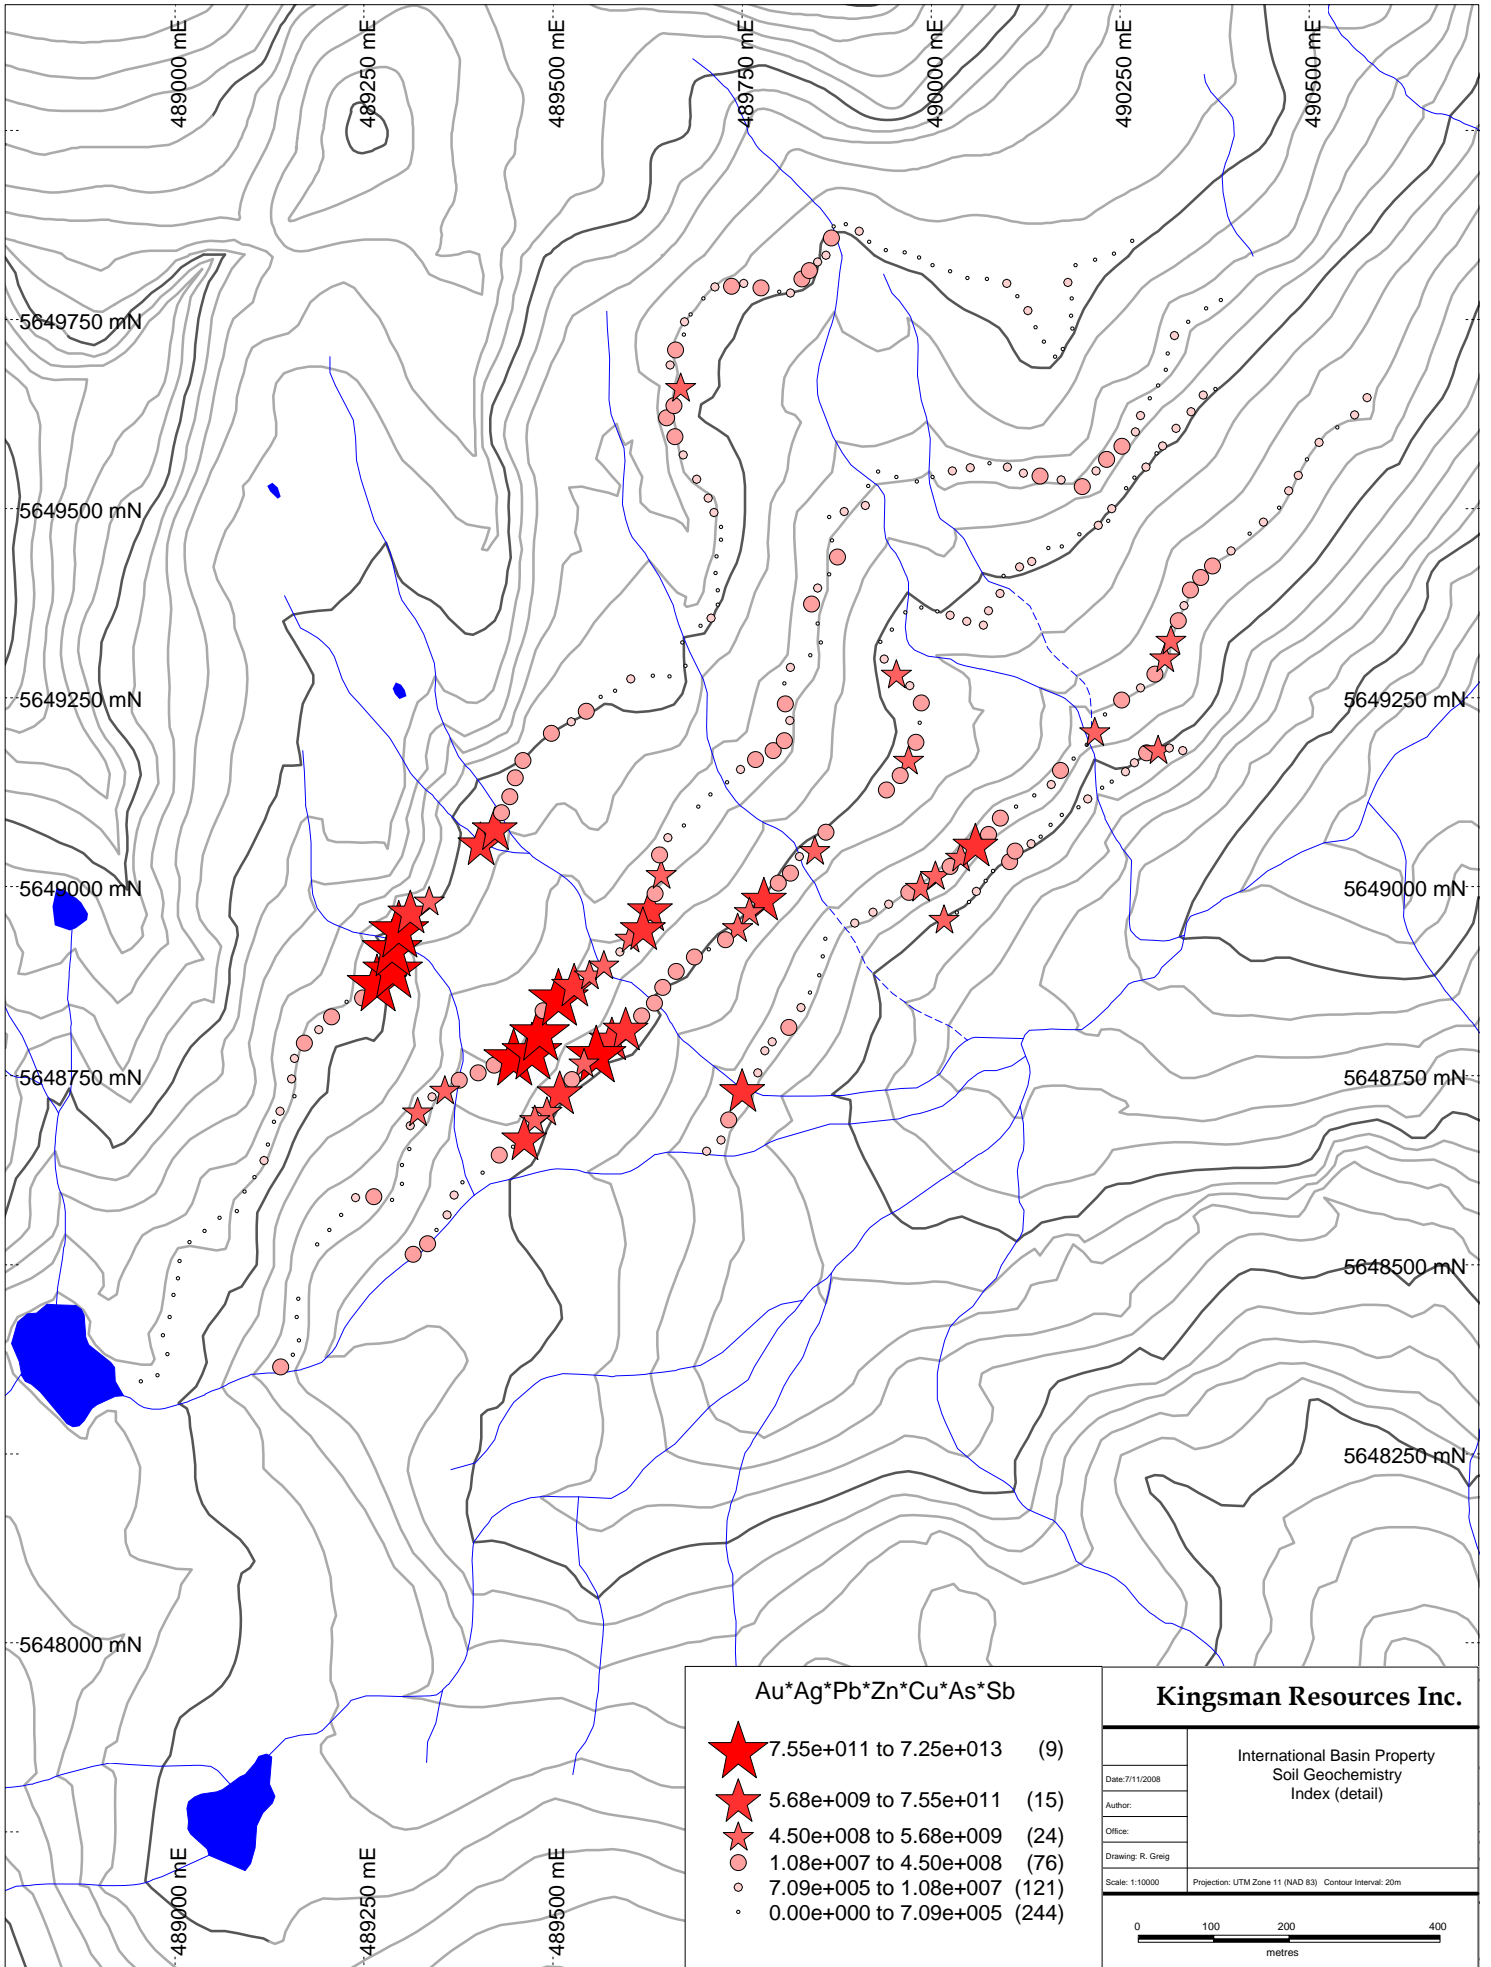 489000 mE
489250 mE
489500 mE
489750 mE
490000 mE
490250 mE
490500 mE
5649750 mN
5649500 mN
5649250 mN
5649250 mN
5649000 mN
5649000 mN
5648750 mN
5648750 mN
5648500 mN
5648250 mN
5648000 mN
489000 mE
489250 mE
489500 mE
Au*Ag*Pb*Zn*Cu*As*Sb
7.55e+011 to 7.25e+013 (9)
5.68e+009 to 7.55e+011 (15)
4.50e+008 to 5.68e+009 (24)
1.08e+007 to 4.50e+008 (76)
7.09e+005 to 1.08e+007 (121)
0.00e+000 to 7.09e+005 (244)
Kingsman Resources Inc.
International Basin Property
Soil Geochemistry
Index (detail)
Date:7/11/2008
Author:
Office:
Drawing: R. Greig
Scale: 1:10000
Projection: UTM Zone 11 (NAD 83) Contour Interval: 20m
0 100 200 400
metres